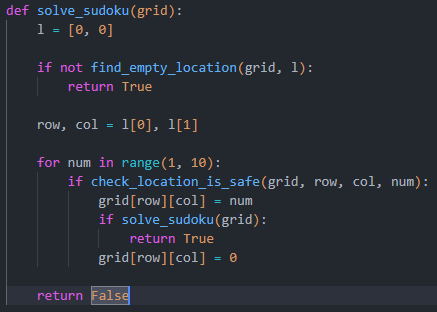 def solve_sudoku(grid):
    l = [0, 0]

    if not find_empty_location(grid, l):
        return True

    row, col = l[0], l[1]

    for num in range(1, 10):
        if check_location_is_safe(grid, row, col, num):
            grid[row][col] = num
            if solve_sudoku(grid):
                return True
            grid[row][col] = 0

    return False